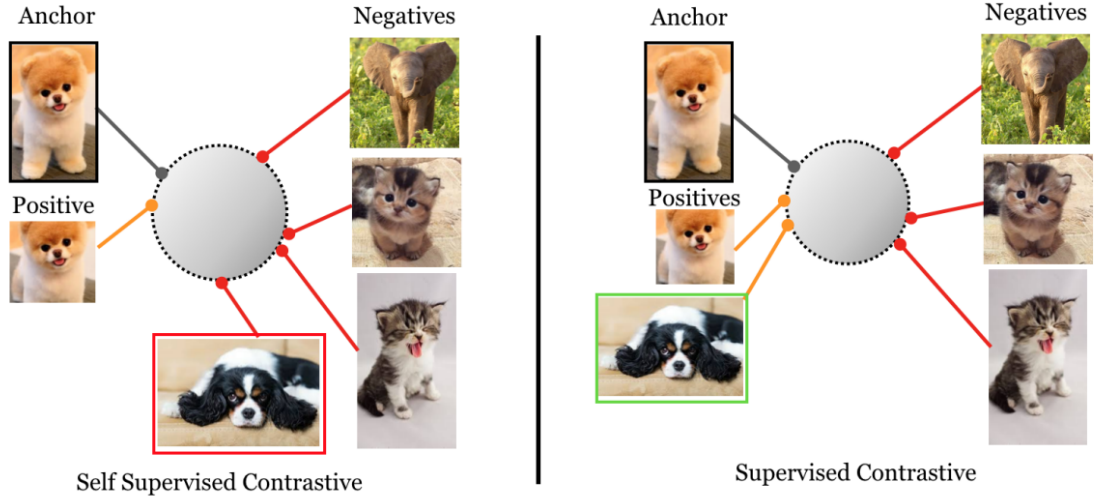 Anchor
Negatives
Positive
Self Supervised Contrastive
Anchor
Negatives
Positives
Supervised Contrastive